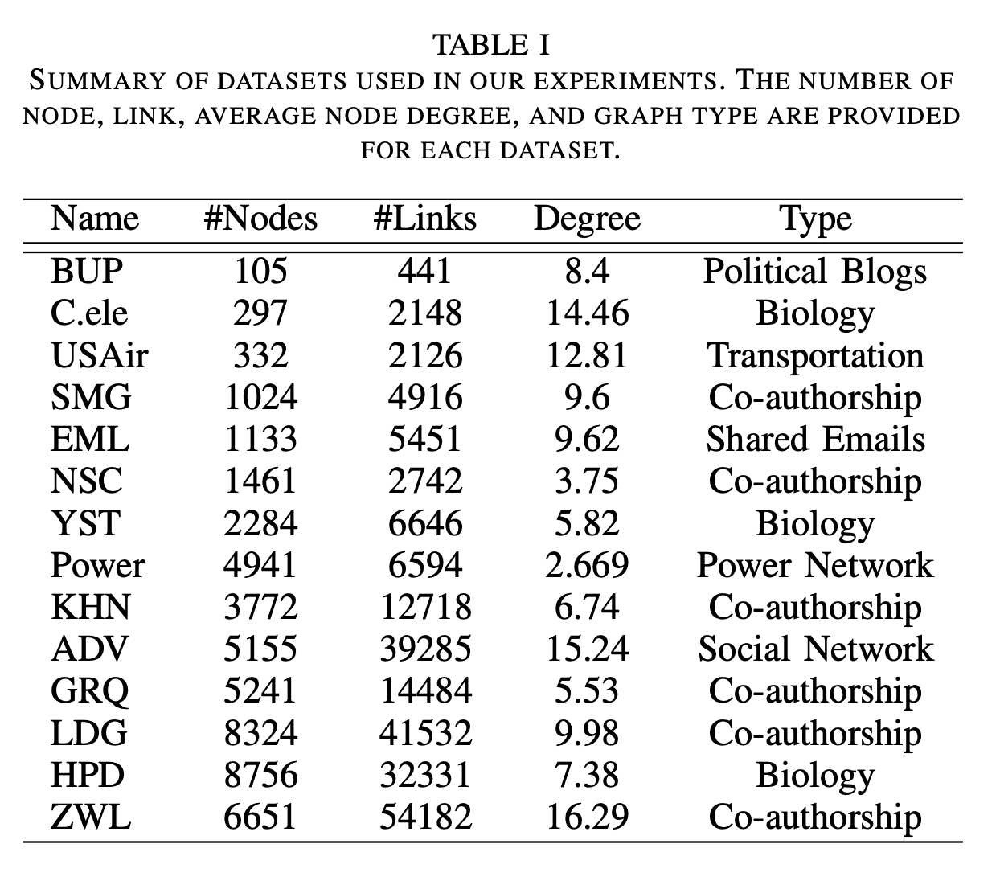 TABLE I
SUMMARY OF DATASETS USED IN OUR EXPERIMENTS. THE NUMBER OF
NODE, LINK, AVERAGE NODE DEGREE, AND GRAPH TYPE ARE PROVIDED
FOR EACH DATASET.
Name #Nodes #Links Degree Type
BUP 105 441 8.4 Political Blogs
C.ele 297 2148 14.46 Biology
USAir 332 2126 12.81 Transportation
SMG 1024 4916 9.6 Co-authorship
EML 1133 5451 9.62 Shared Emails
NSC 1461 2742 3.75 Co-authorship
YST 2284 6646 5.82 Biology
Power 4941 6594 2.669 Power Network
KHN 3772 12718 6.74 Co-authorship
ADV 5155 39285 15.24 Social Network
GRQ 5241 14484 5.53 Co-authorship
LDG 8324 41532 9.98 Co-authorship
HPD 8756 32331 7.38 Biology
ZWL 6651 54182 16.29 Co-authorship